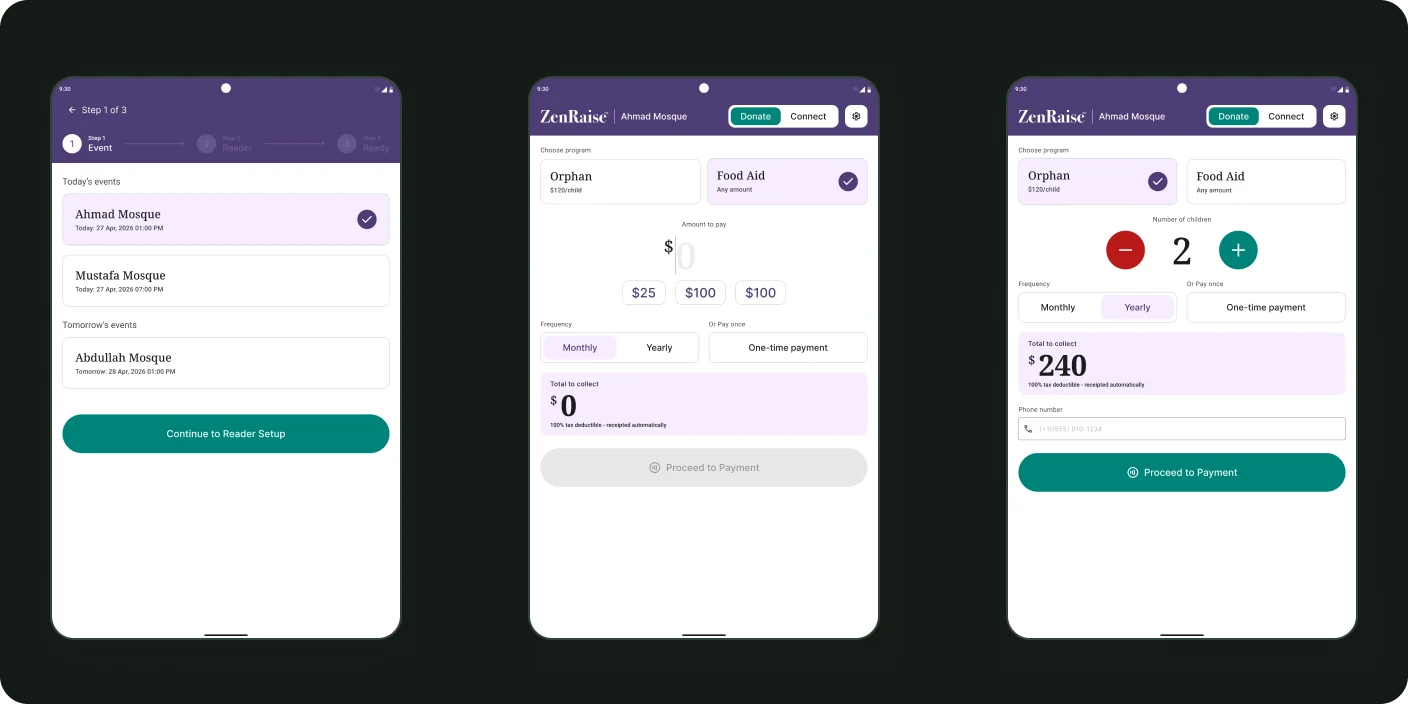 9:30
Step 1 of 3
1
Step 1
Event
2
Step 2
Reader
3
Step 3
Ready
Today's events
Ahmad Mosque
Today: 27 Apr, 2026 01:00 PM
Mustafa Mosque
Today: 27 Apr, 2026 07:00 PM
Tomorrow's events
Abdullah Mosque
Tomorrow: 28 Apr, 2026 01:00 PM
Continue to Reader Setup
9:30
ZenRaise Ahmad Mosque Donate Connect
Choose program
Orphan
$120/child
Food Aid
Any amount
Amount to pay
$0
$25 $100 $100
Frequency Or Pay once
Monthly Yearly One-time payment
Total to collect
$0
100% tax deductible - receipted automatically
Proceed to Payment
9:30
ZenRaise Ahmad Mosque Donate Connect
Choose program
Orphan
$120/child
Food Aid
Any amount
Number of children
2
Frequency Or Pay once
Monthly Yearly One-time payment
Total to collect
$240
100% tax deductible - receipted automatically
Phone number
(+1)(555) 010-1234
Proceed to Payment